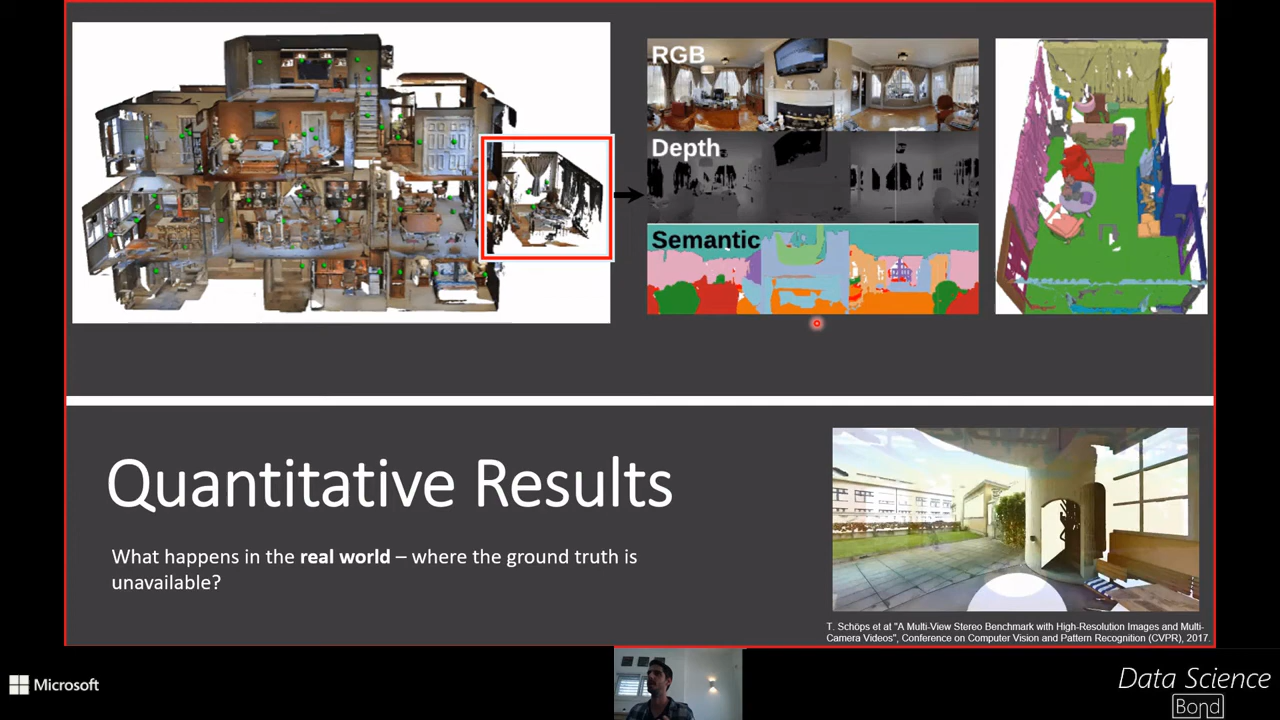 RGB
Depth
Semantic
Quantitative Results
What happens in the real world – where the ground truth is
unavailable?
T. Schöps et at "A Multi-View Stereo Benchmark with High-Resolution Images and Multi-
Camera Videos", Conference on Computer Vision and Pattern Recognition (CVPR), 2017.
Microsoft
Data Science
Bond